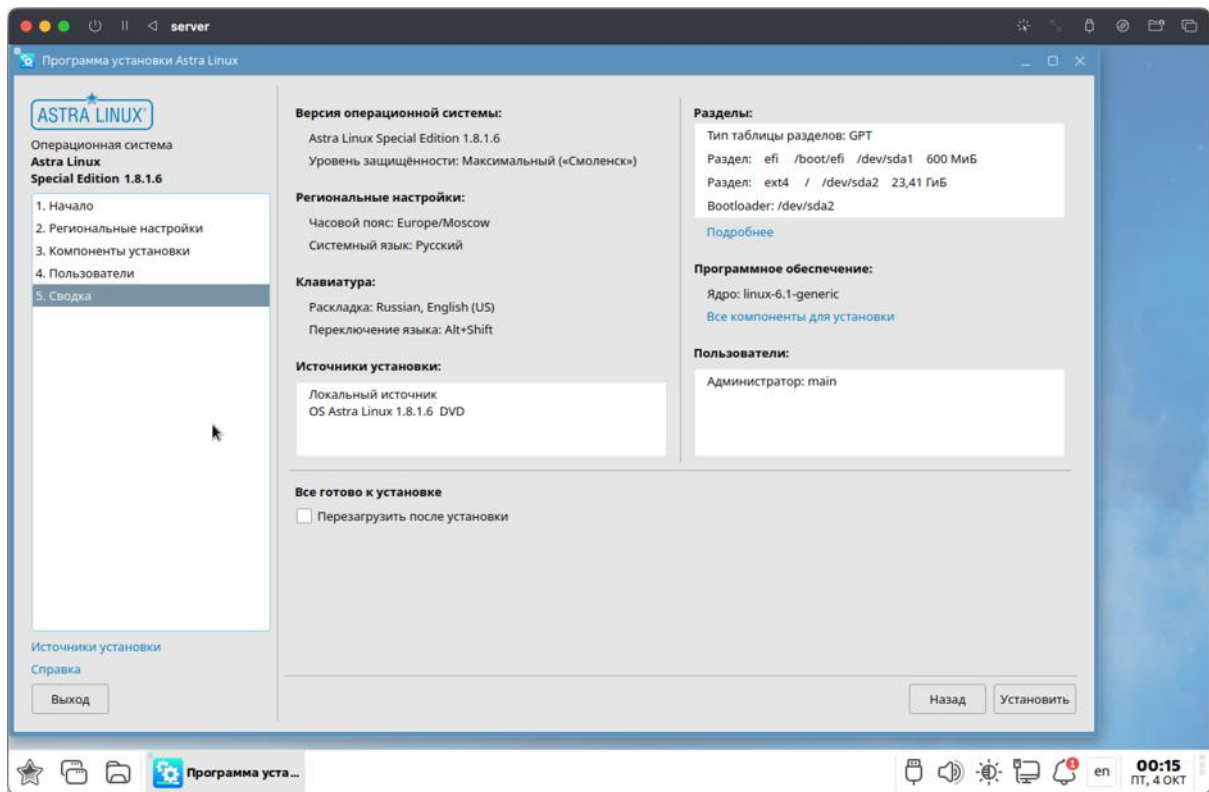 server
Программа установки Astra Linux
ASTRA LINUX®
Операционная система
Astra Linux
Special Edition 1.8.1.6
1. Начало
2. Региональные настройки
3. Компоненты установки
4. Пользователи
5. Сводка
Источники установки
Справка
Выход
Версия операционной системы:
Astra Linux Special Edition 1.8.1.6
Уровень защищённости: Максимальный («Смоленск»)
Региональные настройки:
Часовой пояс: Europe/Moscow
Системный язык: Русский
Клавиатура:
Раскладка: Russian, English (US)
Переключение языка: Alt+Shift
Источники установки:
Локальный источник
OS Astra Linux 1.8.1.6 DVD
Разделы:
Тип таблицы разделов: GPT
Раздел: efi /boot/efi /dev/sda1 600 МиБ
Раздел: ext4 / /dev/sda2 23,41 ГиБ
Bootloader: /dev/sda2
Подробнее
Программное обеспечение:
Ядро: linux-6.1-generic
Все компоненты для установки
Пользователи:
Администратор: main
Все готово к установке
Перезагрузить после установки
Назад
Установить
Программа уста...
1
en
00:15
ПТ, 4 ОКТ